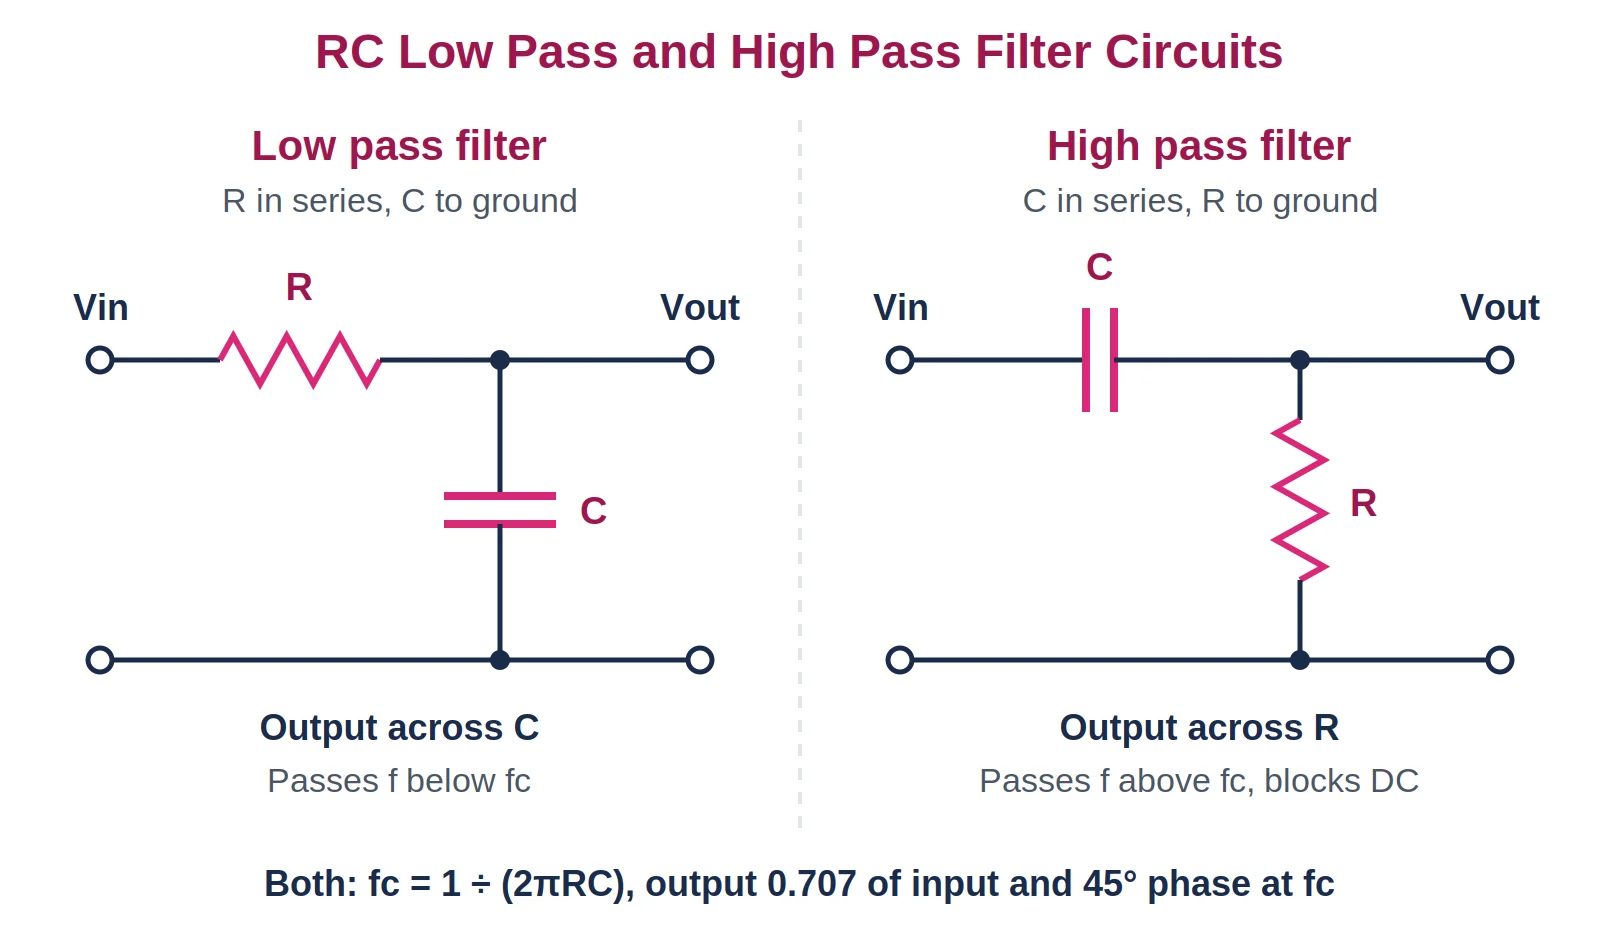 RC Low Pass and High Pass Filter Circuits
Low pass filter
R in series, C to ground
R
Vin
Vout
C
Output across C
Passes f below fc
High pass filter
C in series, R to ground
C
Vin
Vout
R
Output across R
Passes f above fc, blocks DC
Both: fc = 1 ÷ (2πRC), output 0.707 of input and 45° phase at fc